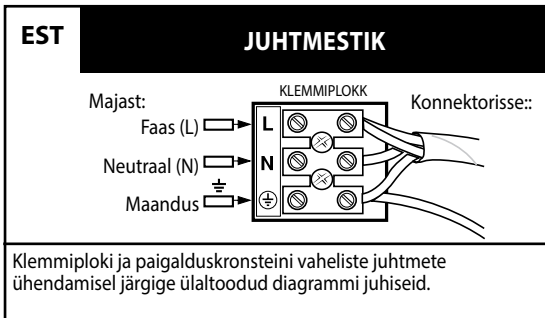 EST
JUHTMESTIK
KLEMMIPLOKK
Majast:
Konnektorisse::
Faas (L)
L
Neutraal (N)
N
Maandus
Klemmiploki ja paigalduskronsteini vaheliste juhtmete
ühendamisel järgige ülaltoodud diagrammi juhiseid.